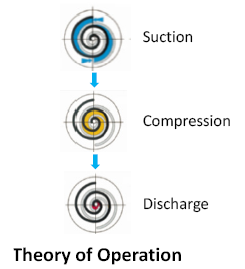 Suction
Compression
Discharge
Theory of Operation